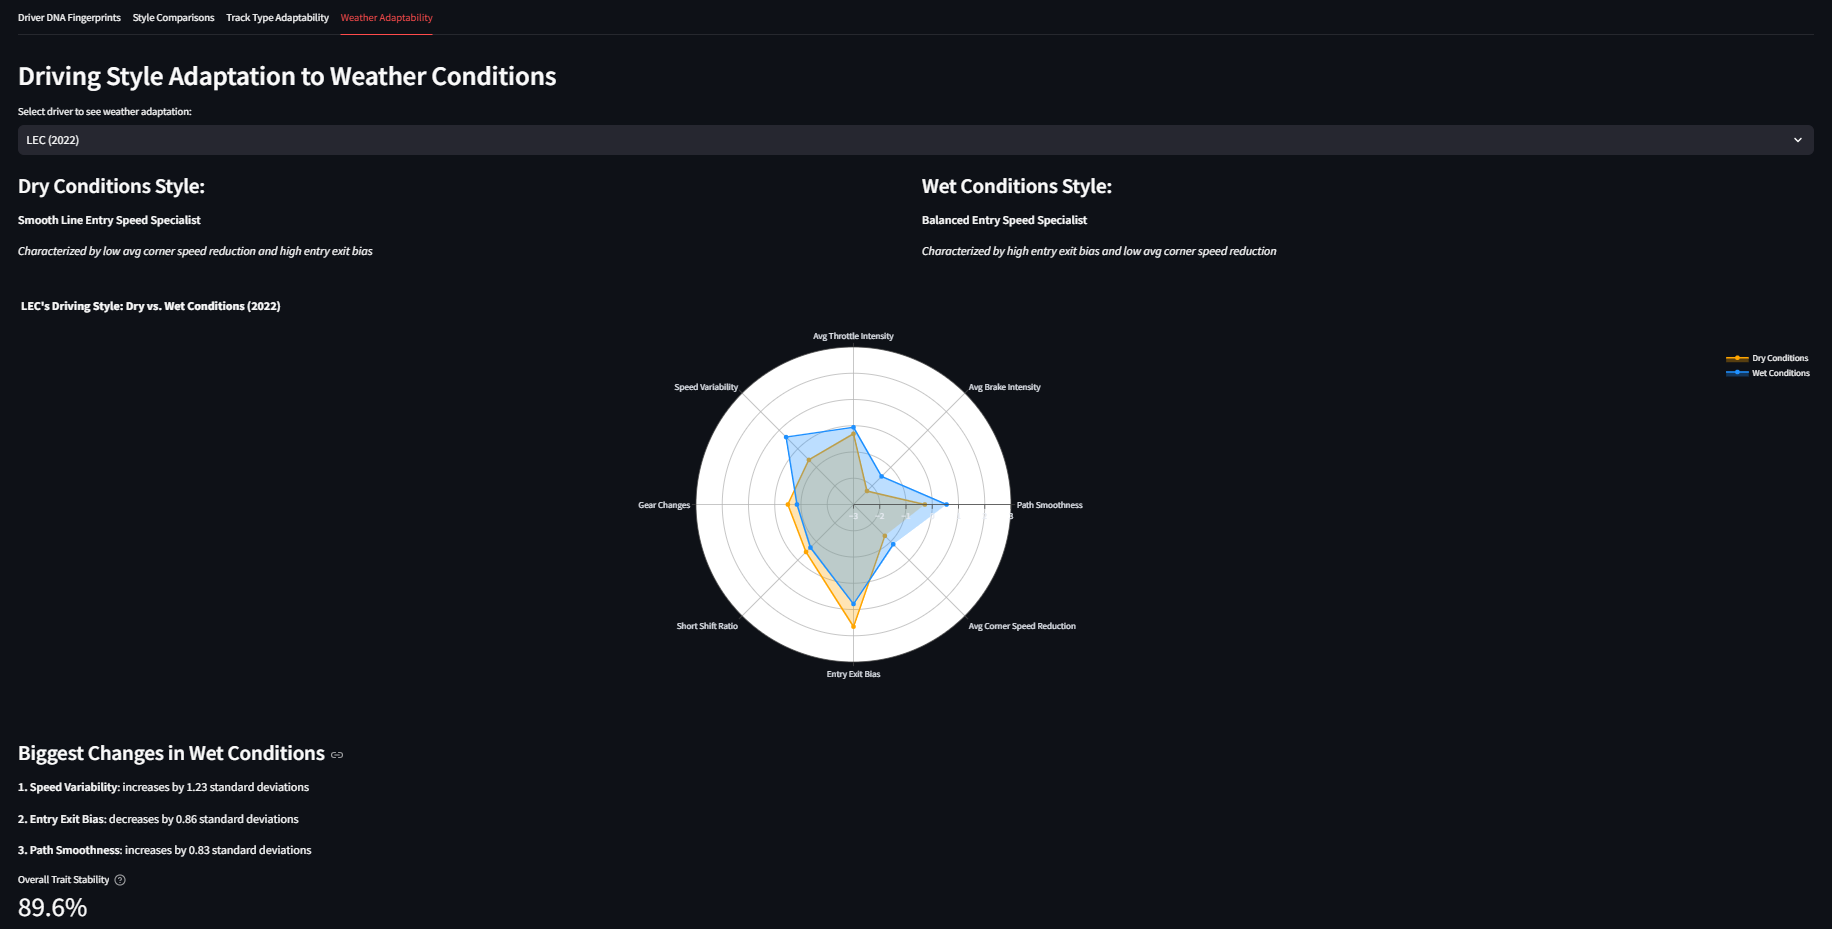 Driver DNA Fingerprints Style Comparisons Track Type Adaptability Weather Adaptability
Driving Style Adaptation to Weather Conditions
Select driver to see weather adaptation:
LEC (2022)
Dry Conditions Style:
Smooth Line Entry Speed Specialist
Characterized by low avg corner speed reduction and high entry exit bias
Wet Conditions Style:
Balanced Entry Speed Specialist
Characterized by high entry exit bias and low avg corner speed reduction
LEC's Driving Style: Dry vs. Wet Conditions (2022)
Avg Throttle Intensity
Speed Variability
Avg Brake Intensity
Gear Changes
Path Smoothness
-3 -2 3
Short Shift Ratio
Avg Corner Speed Reduction
Entry Exit Bias
Dry Conditions
Wet Conditions
Biggest Changes in Wet Conditions
1. Speed Variability: increases by 1.23 standard deviations
2. Entry Exit Bias: decreases by 0.86 standard deviations
3. Path Smoothness: increases by 0.83 standard deviations
Overall Trait Stability
89.6%